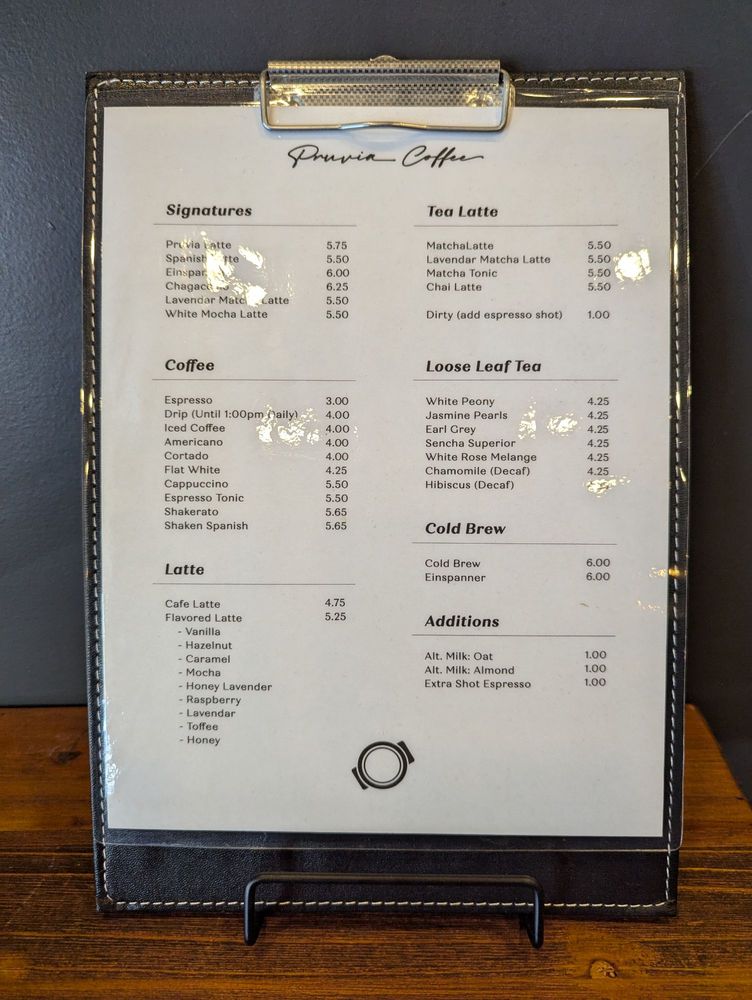 Pruvia Coffee
Signatures
Pruvia Latte 5.75
Spanish Latte 5.50
Einspanner 6.00
6.25
Lavendar Matcha Latte 5.50
White Mocha Latte 5.50
Coffee
Espresso 3.00
Drip (Until 1:00pm Daily) 4.00
Iced Coffee 4.00
Americano 4.00
Cortado 4.00
Flat White 4.25
Cappuccino 5.50
Espresso Tonic 5.50
Shakerato 5.65
Shaken Spanish 5.65
Latte
Cafe Latte 4.75
Flavored Latte 5.25
- Vanilla
- Hazelnut
- Caramel
- Mocha
- Honey Lavender
- Raspberry
- Lavendar
- Toffee
- Honey
Tea Latte
MatchaLatte 5.50
Lavendar Matcha Latte 5.50
Matcha Tonic 5.50
Chai Latte 5.50
Dirty (add espresso shot) 1.00
Loose Leaf Tea
White Peony 4.25
Jasmine Pearls 4.25
Earl Grey 4.25
Sencha Superior 4.25
White Rose Melange 4.25
Chamomile (Decaf) 4.25
Hibiscus (Decaf)
Cold Brew
Cold Brew 6.00
Einspanner 6.00
Additions
Alt. Milk: Oat 1.00
Alt. Milk: Almond 1.00
Extra Shot Espresso 1.00